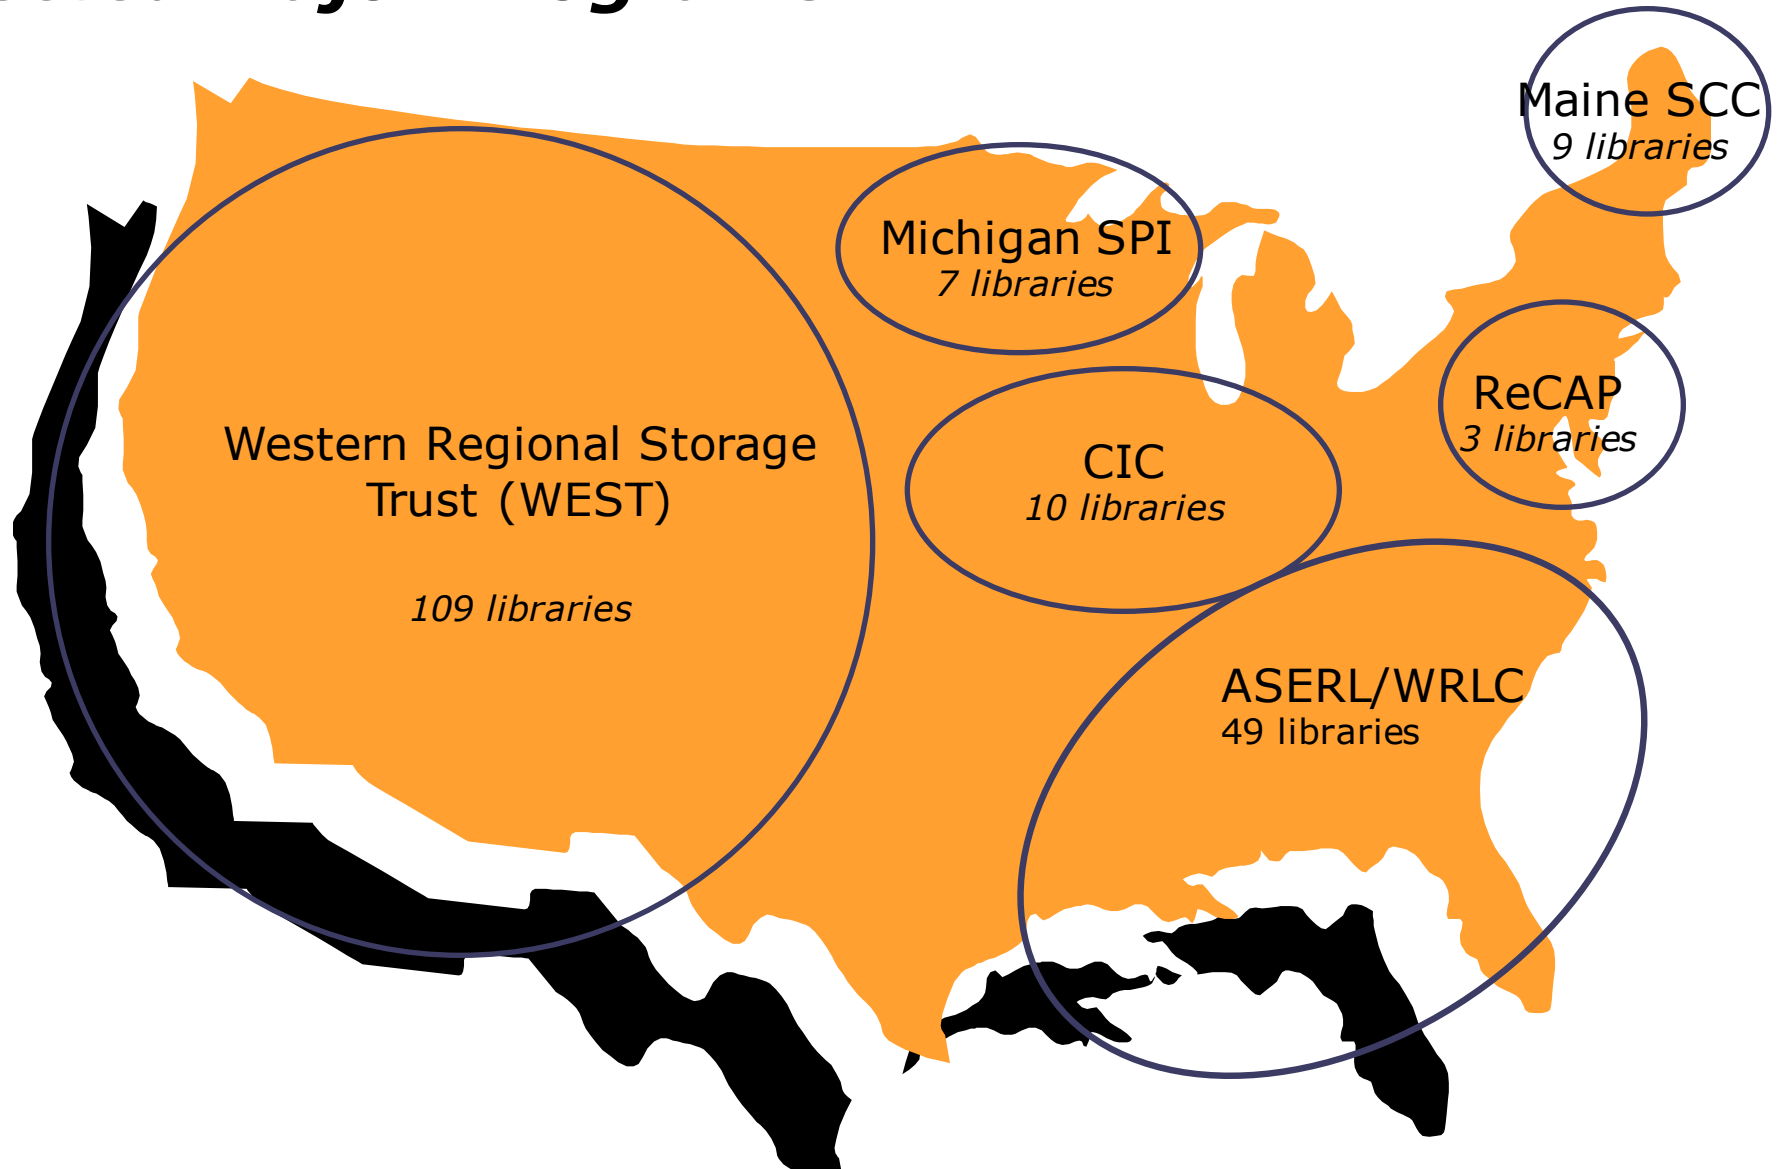 Maine SCC
9 libraries
Michigan SPI
7 libraries
ReCAP
3 libraries
Western Regional Storage
Trust (WEST)
109 libraries
CIC
10 libraries
ASERL/WRLC
49 libraries